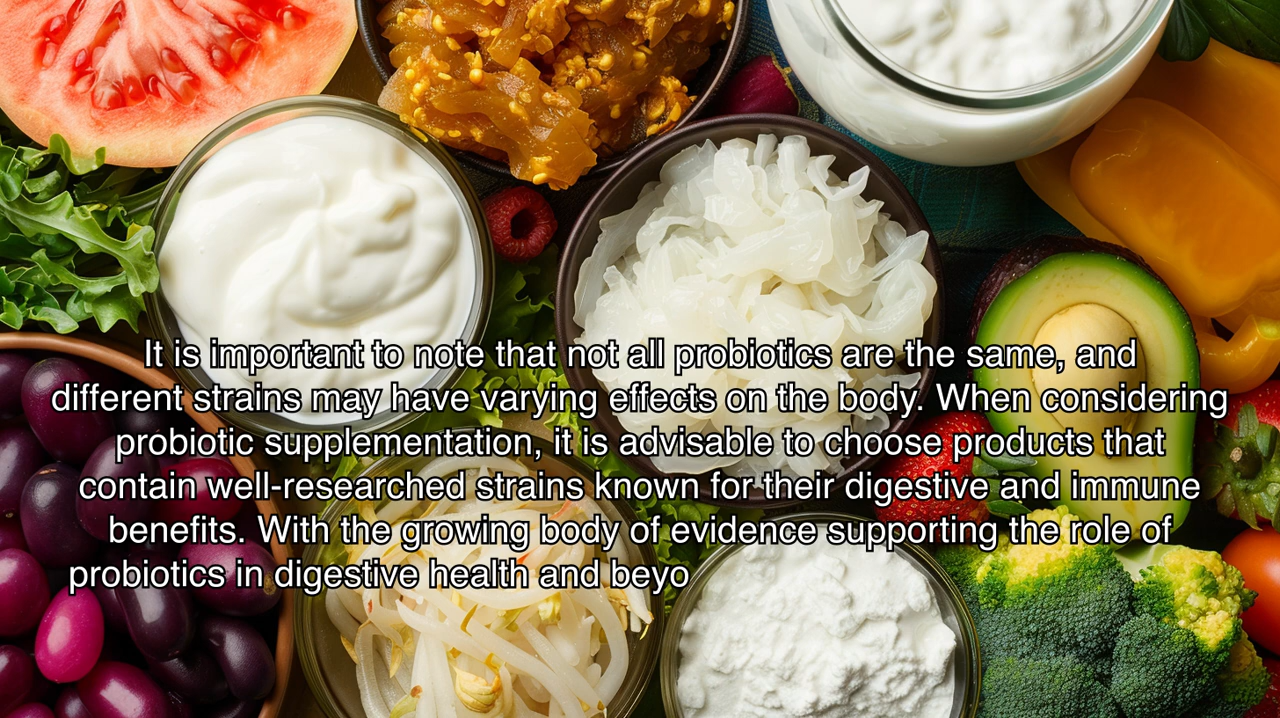 It is important to note that not all probiotics are the same, and
different strains may have varying effects on the body. When considering
probiotic supplementation, it is advisable to choose products that
contain well-researched strains known for their digestive and immune
benefits. With the growing body of evidence supporting the role of
probiotics in digestive health and beyo